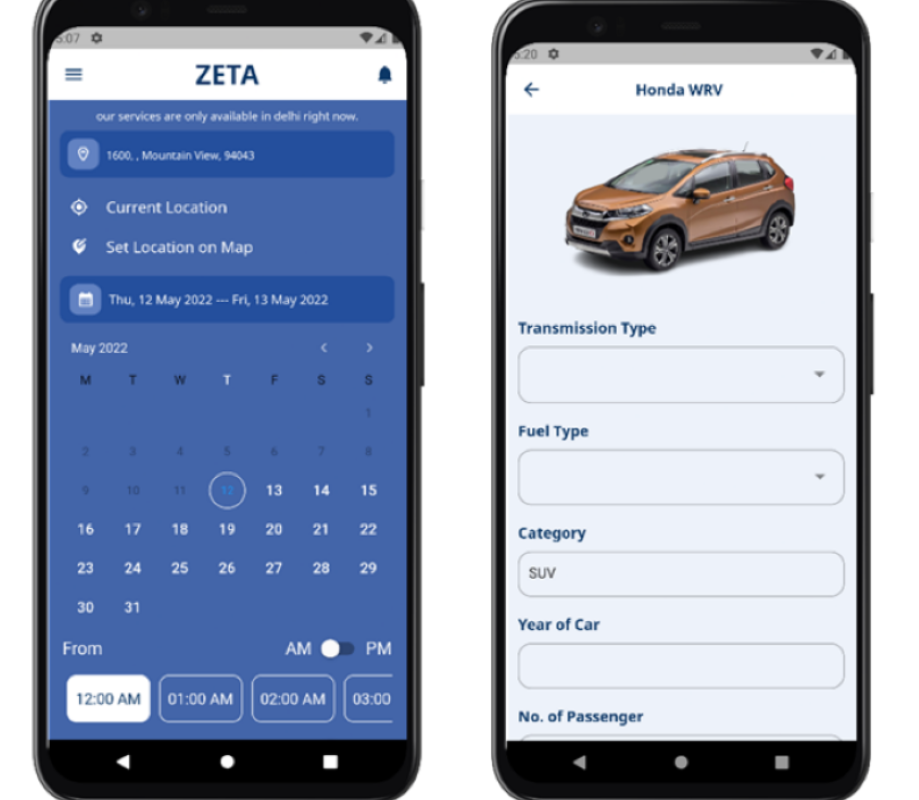 5:07
ZETA
our services are only available in delhi right now.
1600, , Mountain View, 94043
Current Location
Set Location on Map
Thu, 12 May 2022 --- Fri, 13 May 2022
May 2022
M T W T F S S
1
2 3 4 5 6 7 8
9 10 11 12 13 14 15
16 17 18 19 20 21 22
23 24 25 26 27 28 29
30 31
From AM PM
12:00 AM 01:00 AM 02:00 AM 03:00
5:20
Honda WRV
Transmission Type
Fuel Type
Category
SUV
Year of Car
No. of Passenger